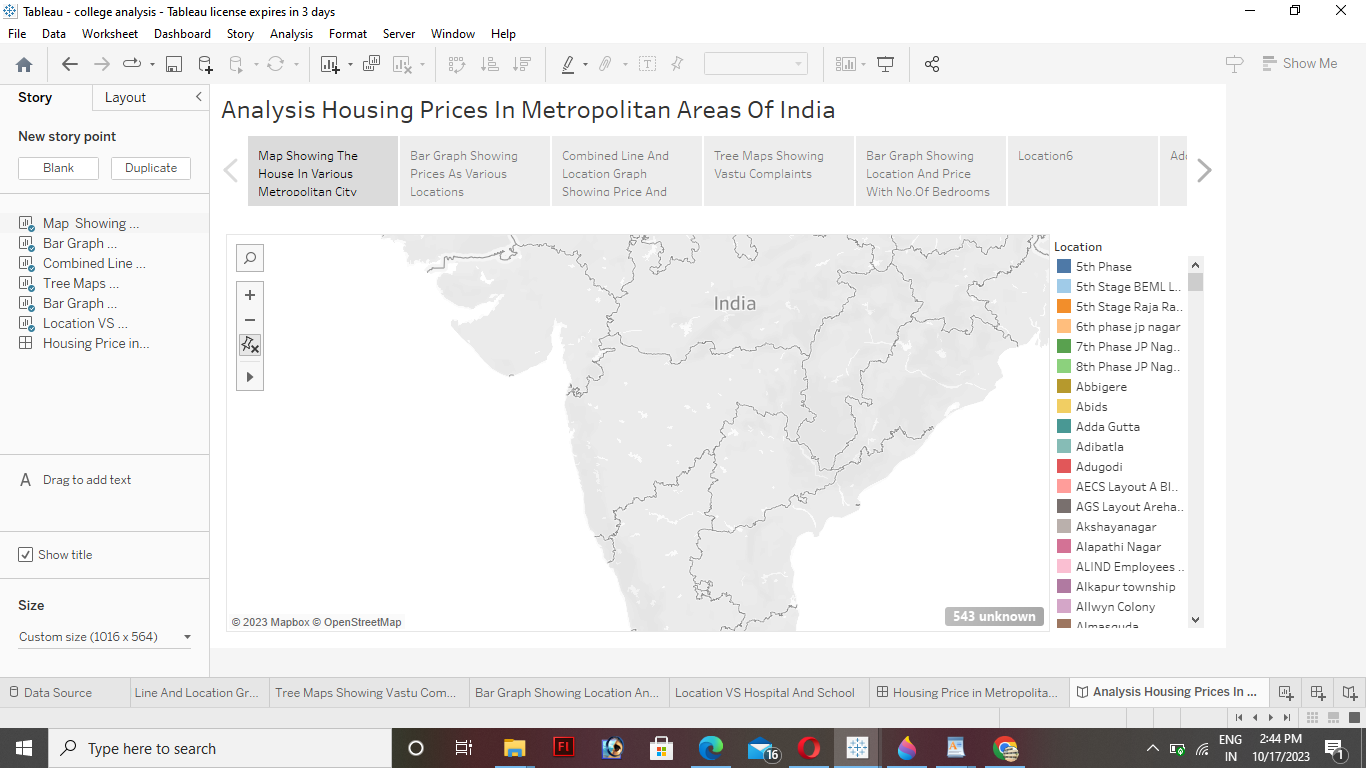 Tableau - college analysis - Tableau license expires in 3 days
File Data Worksheet Dashboard Story Analysis Format Server Window Help
Show Me
Story Layout
New story point
Blank Duplicate
Map Showing ...
Bar Graph ...
Combined Line ...
Tree Maps ...
Bar Graph ...
Location VS ...
Housing Price in...
A Drag to add text
Show title
Size
Custom size (1016 x 564)
Analysis Housing Prices In Metropolitan Areas Of India
Map Showing The
House In Various
Metropolitan City
Bar Graph Showing
Prices As Various
Locations
Combined Line And
Location Graph
Showing Price And
Tree Maps Showing
Vastu Complaints
Bar Graph Showing
Location And Price
With No.Of Bedrooms
Location6
India
© 2023 Mapbox © OpenStreetMap
543 unknown
Location
5th Phase
5th Stage BEML L..
5th Stage Raja Ra..
6th phase jp nagar
7th Phase JP Nag..
8th Phase JP Nag..
Abbigere
Abids
Adda Gutta
Adibatla
Adugodi
AECS Layout A Bl..
AGS Layout Areha..
Akshayanagar
Alapathi Nagar
ALIND Employees ..
Alkapur township
Allwyn Colony
Almasguda
Data Source Line And Location Gr... Tree Maps Showing Vastu Com... Bar Graph Showing Location An... Location VS Hospital And School Housing Price in Metropolita... Analysis Housing Prices In ...
Type here to search
16
ENG
IN
2:44 PM
10/17/2023
1